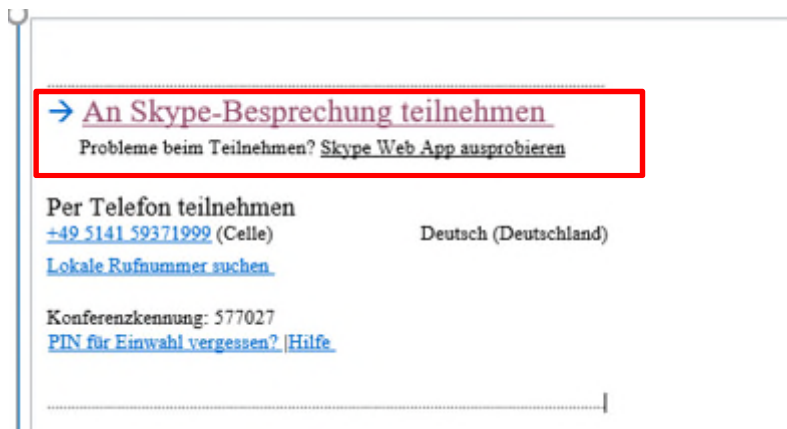 → An Skype-Besprechung teilnehmen
Probleme beim Teilnehmen? Skype Web App ausprobieren
Per Telefon teilnehmen
+49 5141 59371999 (Celle) Deutsch (Deutschland)
Lokale Rufnummer suchen
Konferenzkennung: 577027
PIN für Einwahl vergessen? |Hilfe